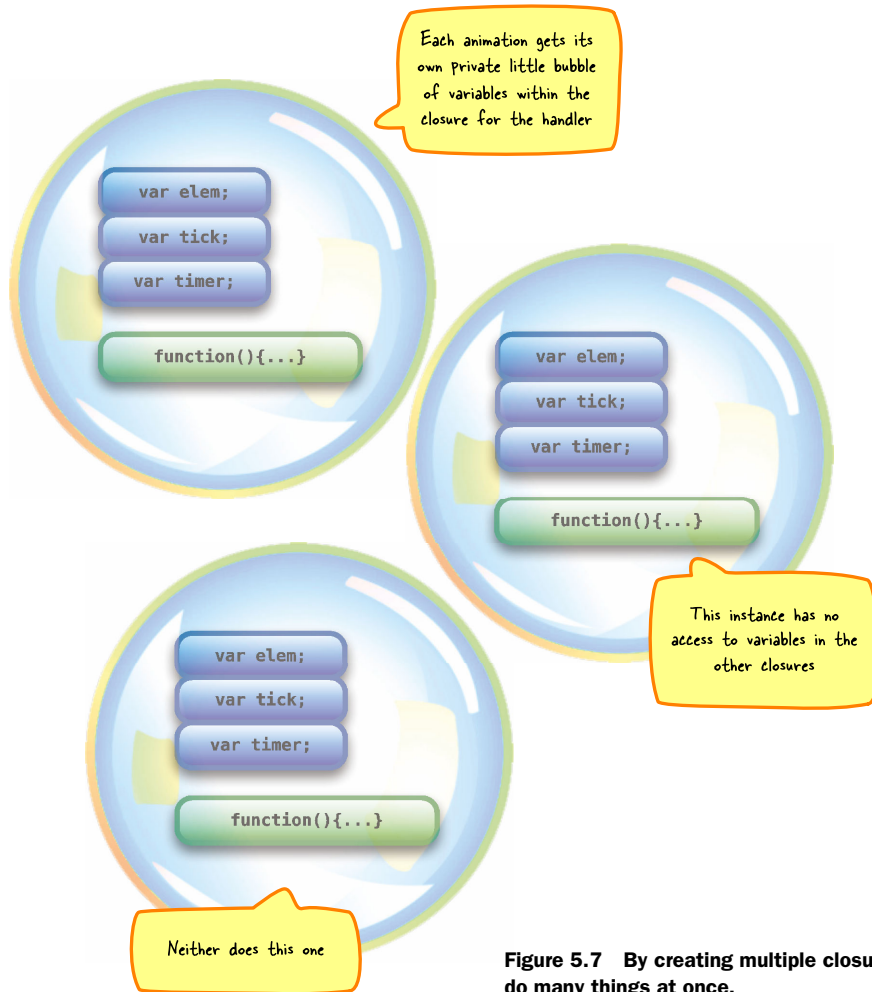 Each animation gets its
own private little bubble
of variables within the
closure for the handler
var elem;
var tick;
var timer;
function(){...}
var elem;
var tick;
var timer;
function(){...}
This instance has no
access to variables in the
other closures
var elem;
var tick;
var timer;
function(){...}
Neither does this one
Figure 5.7 By creating multiple
do many things at once.